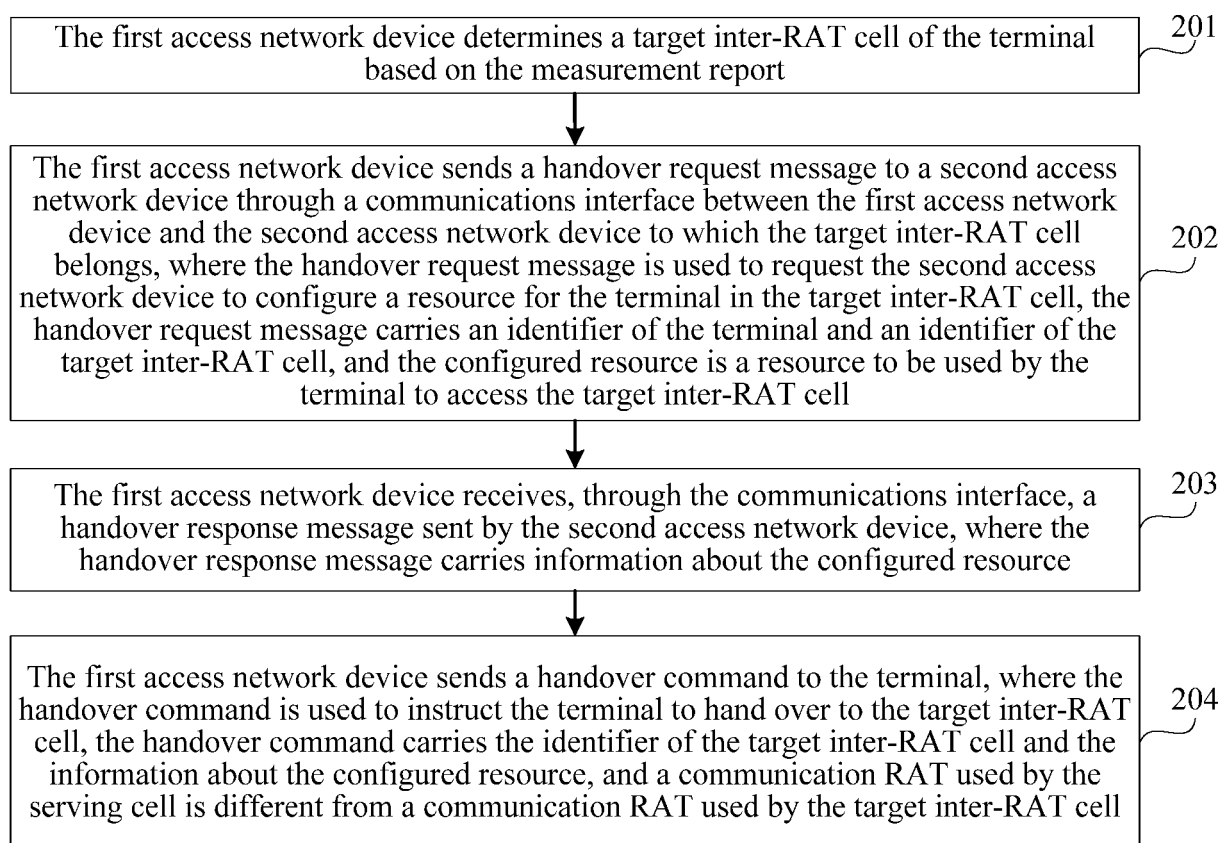 The first access network device determines a target inter-RAT cell of the terminal
based on the measurement report
201
The first access network device sends a handover request message to a second access
network device through a communications interface between the first access network
device and the second access network device to which the target inter-RAT cell
belongs, where the handover request message is used to request the second access
network device to configure a resource for the terminal in the target inter-RAT cell, the
handover request message carries an identifier of the terminal and an identifier of the
target inter-RAT cell, and the configured resource is a resource to be used by the
terminal to access the target inter-RAT cell
202
The first access network device receives, through the communications interface, a
handover response message sent by the second access network device, where the
handover response message carries information about the configured resource
203
The first access network device sends a handover command to the terminal, where the
handover command is used to instruct the terminal to hand over to the target inter-RAT
cell, the handover command carries the identifier of the target inter-RAT cell and the
information about the configured resource, and a communication RAT used by the
serving cell is different from a communication RAT used by the target inter-RAT cell
204